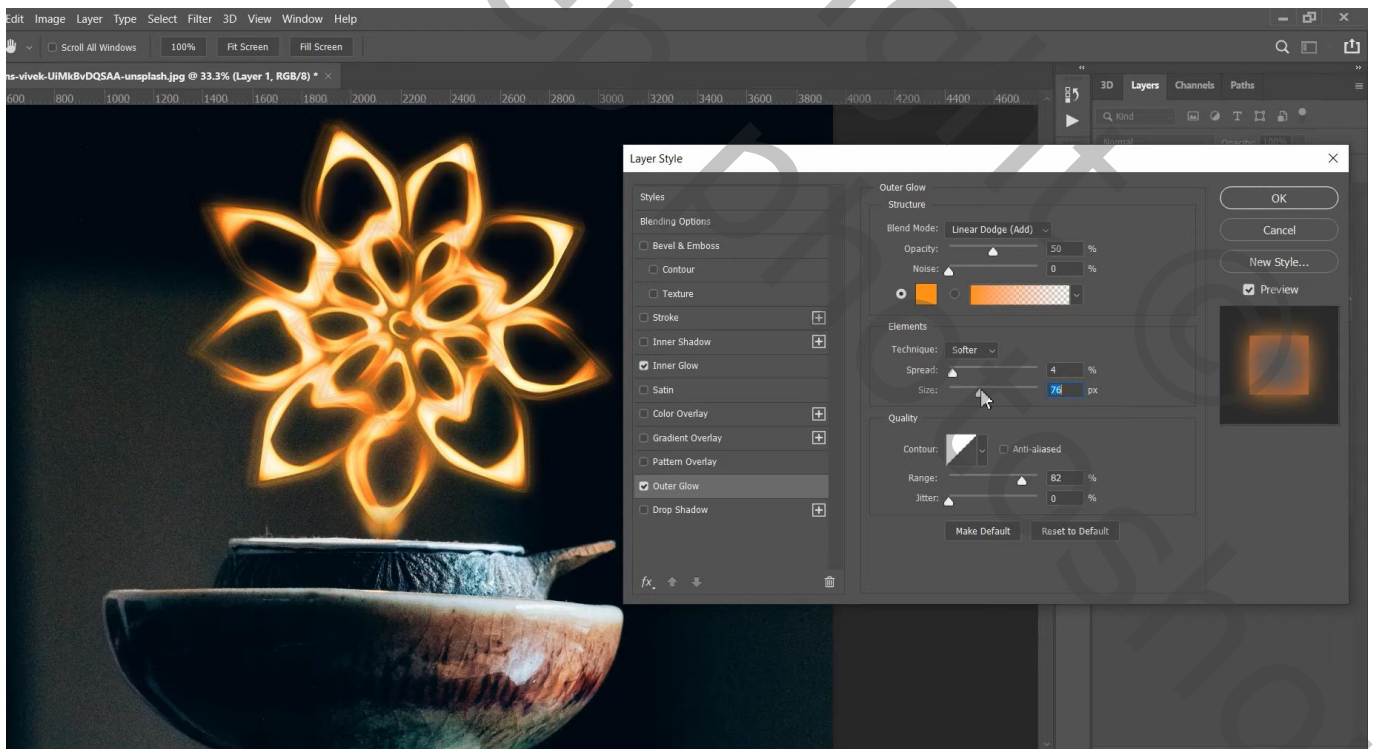 Edit Image Layer Type Select Filter 3D View Window Help
Scroll All Windows 100% Fit Screen Fill Screen
ns-vivek-UiMkBvDQSAA-unsplash.jpg @ 33.3% (Layer 1, RGB/8) * ×
600 800 1000 1200 1400 1600 1800 2000 2200 2400 2600 2800 3000 3200 3400 3600 3800 4000 4200 4400 4600
3D Layers Channels Paths
Kind
Normal Opacity: 100%
Layer Style
Styles
Blending Options
Bevel & Emboss
Contour
Texture
Stroke
Inner Shadow
Inner Glow
Satin
Color Overlay
Gradient Overlay
Pattern Overlay
Outer Glow
Drop Shadow
fx
Outer Glow
Structure
Blend Mode: Linear Dodge (Add)
Opacity: 50 %
Noise: 0 %
Elements
Technique: Softer
Spread: 4 %
Size: 76 px
Quality
Contour: Anti-aliased
Range: 82 %
Jitter: 0 %
Make Default Reset to Default
OK
Cancel
New Style...
Preview